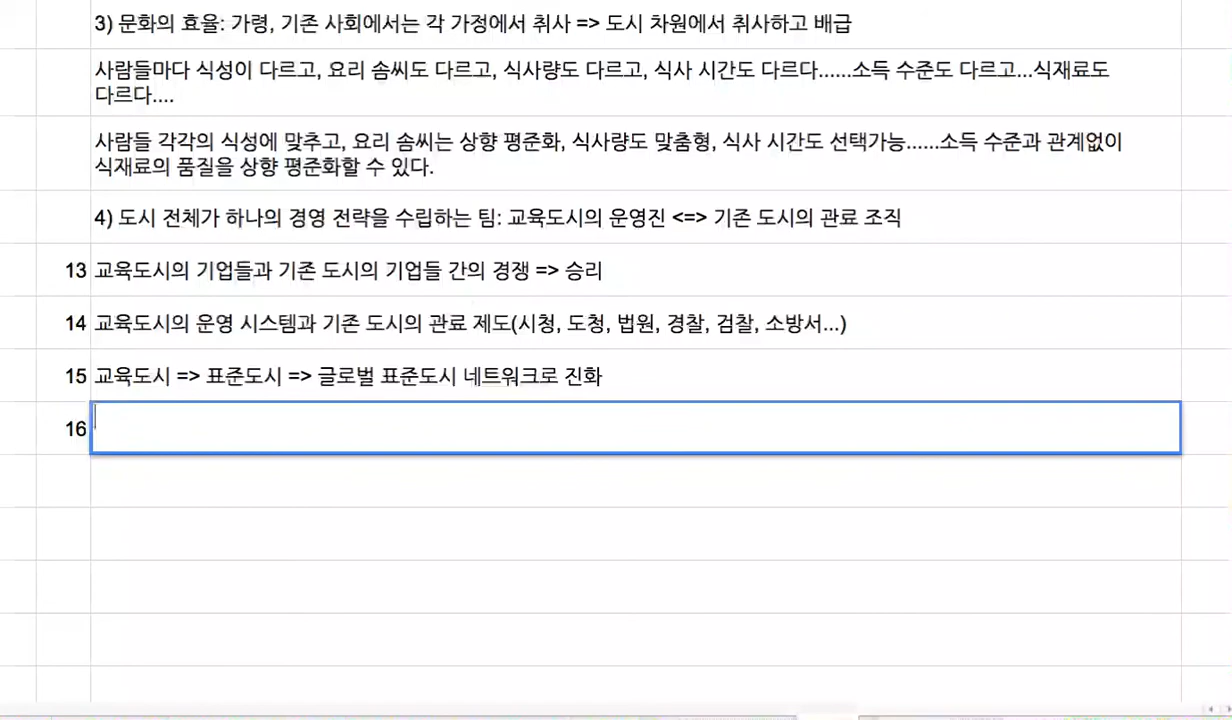 3) 문화의 효율: 가령, 기존 사회에서는 각 가정에서 취사 => 도시 차원에서 취사하고 배급
사람들마다 식성이 다르고, 요리 솜씨도 다르고, 식사량도 다르고, 식사 시간도 다르다......소득 수준도 다르고...식재료도
다르다....
사람들 각각의 식성에 맞추고, 요리 솜씨는 상향 평준화, 식사량도 맞춤형, 식사 시간도 선택가능......소득 수준과 관계없이
식재료의 품질을 상향 평준화할 수 있다.
4) 도시 전체가 하나의 경영 전략을 수립하는 팀: 교육도시의 운영진 <=> 기존 도시의 관료 조직
13 교육도시의 기업들과 기존 도시의 기업들 간의 경쟁 => 승리
14 교육도시의 운영 시스템과 기존 도시의 관료 제도(시청, 도청, 법원, 경찰, 검찰, 소방서...)
15 교육도시 => 표준도시 => 글로벌 표준도시 네트워크로 진화
16